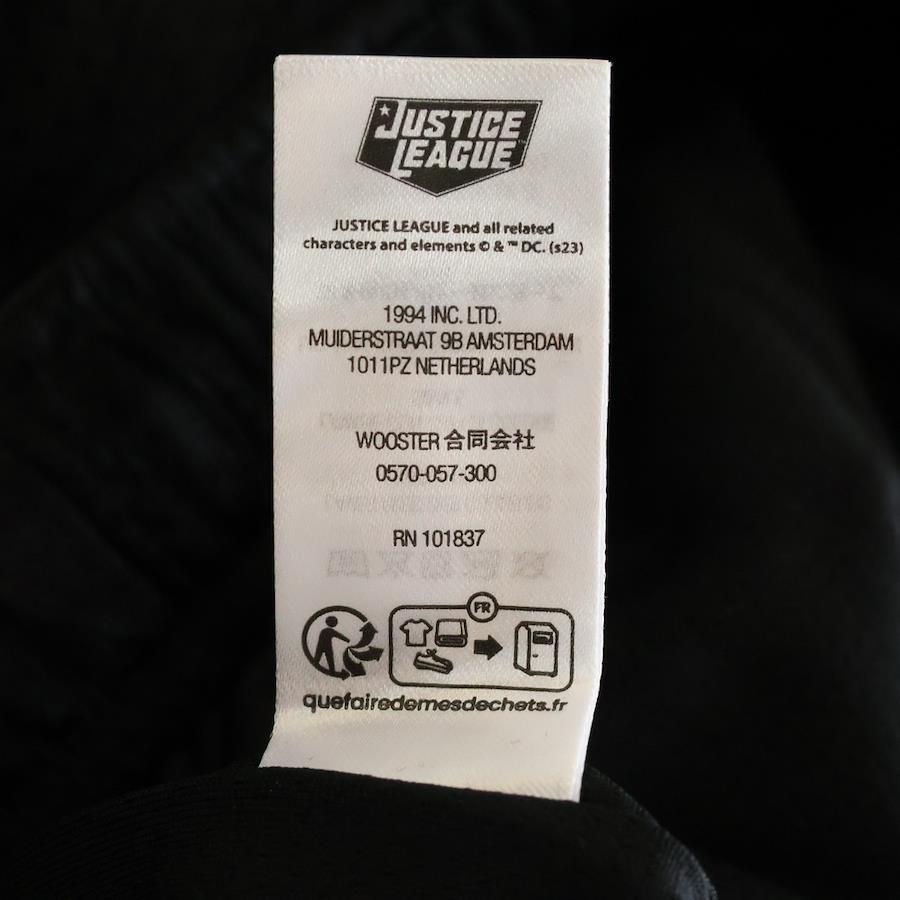 JUSTICE
LEAGUE
JUSTICE LEAGUE and all related
characters and elements © & ™ DC. (s23)
1994 INC. LTD.
MUIDERSTRAAT 9B AMSTERDAM
1011PZ NETHERLANDS
WOOSTER 合同会社
0570-057-300
RN 101837
FR
quefairedemesdechets.fr